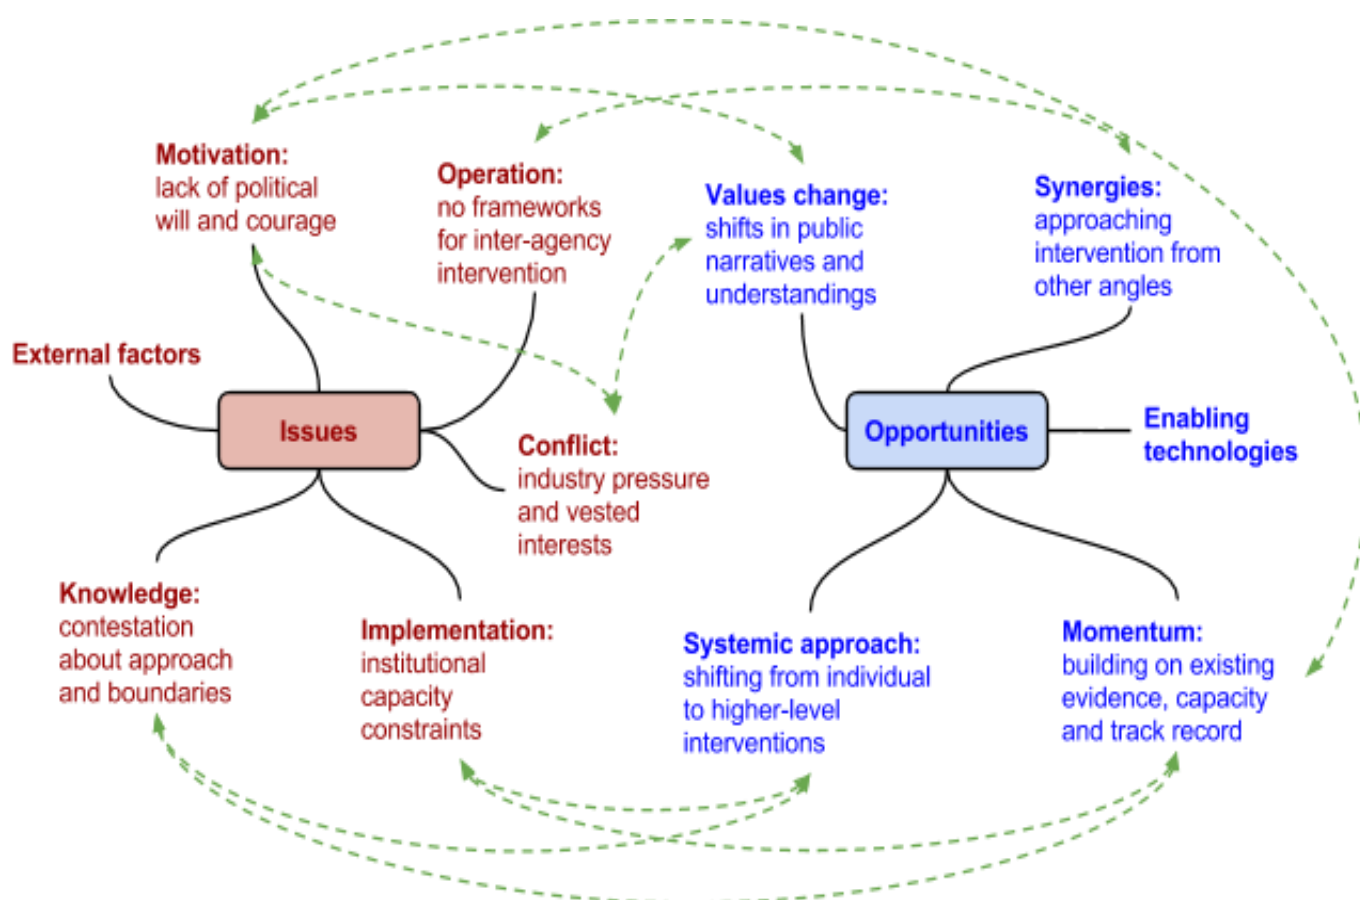 Motivation:
lack of political
will and courage
Operation:
no frameworks
for inter-agency
intervention
Values change:
shifts in public
narratives and
understandings
Synergies:
approaching
intervention from
other angles
External factors
Issues
Conflict:
industry pressure
and vested
interests
Opportunities
Enabling
technologies
Knowledge:
contestation
about approach
and boundaries
Implementation:
institutional
capacity
constraints
Systemic approach:
shifting from individual
to higher-level
interventions
Momentum:
building on existing
evidence, capacity
and track record